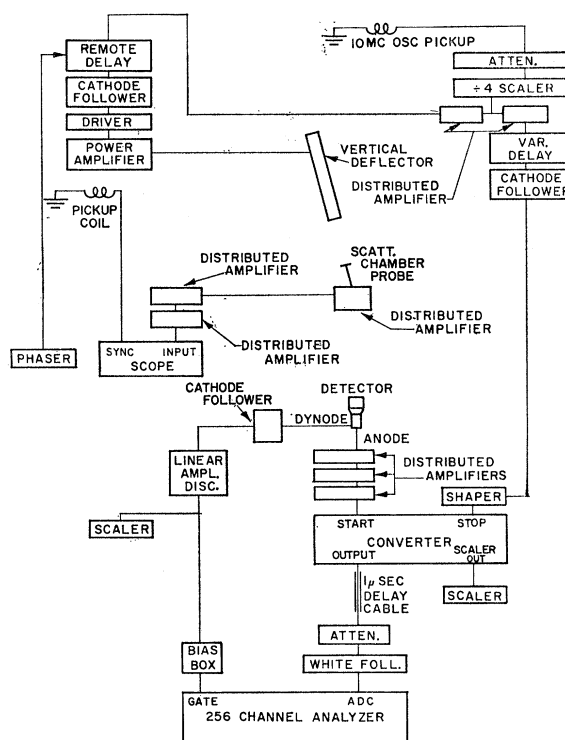 REMOTE
DELAY
CATHODE
FOLLOWER
DRIVER
POWER
AMPLIFIER
10 MC OSC PICKUP
ATTEN.
÷4 SCALER
VAR.
DELAY
CATHODE
FOLLOWER
VERTICAL
DEFLECTOR
DISTRIBUTED
AMPLIFIER
PICKUP
COIL
DISTRIBUTED
AMPLIFIER
SCATT.
CHAMBER
PROBE
DISTRIBUTED
AMPLIFIER
DISTRIBUTED
AMPLIFIER
PHASER
SYNC INPUT
SCOPE
CATHODE
FOLLOWER
DETECTOR
DYNODE
ANODE
LINEAR
AMPL.
DISC.
DISTRIBUTED
AMPLIFIERS
SHAPER
SCALER
START STOP
CONVERTER
OUTPUT SCALER
OUT
1μ SEC
DELAY
CABLE
SCALER
ATTEN.
BIAS
BOX
WHITE FOLL.
GATE ADC
256 CHANNEL ANALYZER